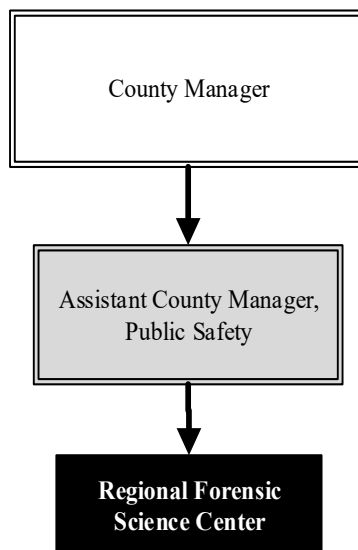 County Manager
Assistant County Manager,
Public Safety
Regional Forensic
Science Center